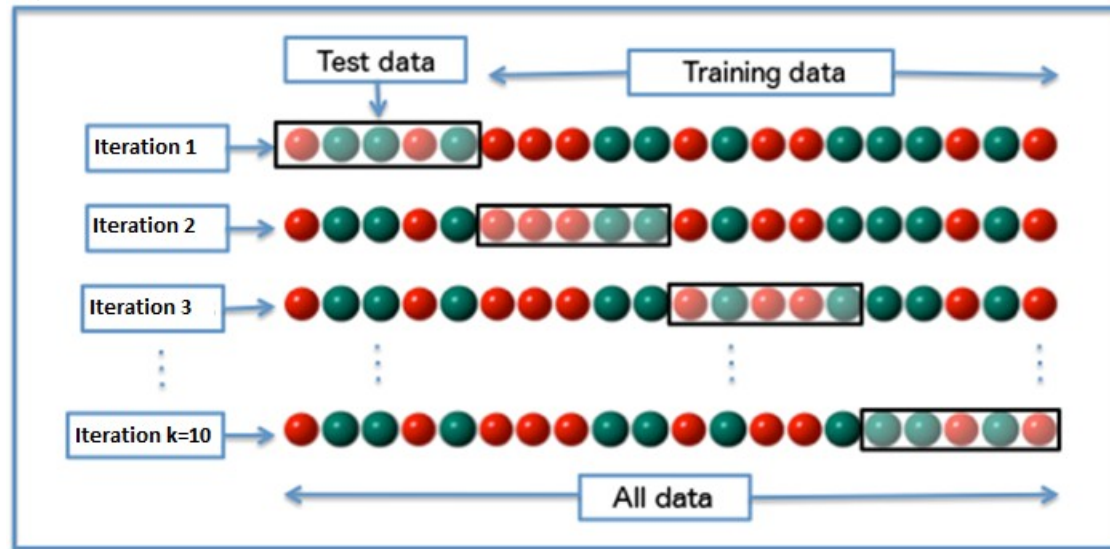 Test data
Training data
Iteration 1
Iteration 2
Iteration 3
Iteration k=10
All data